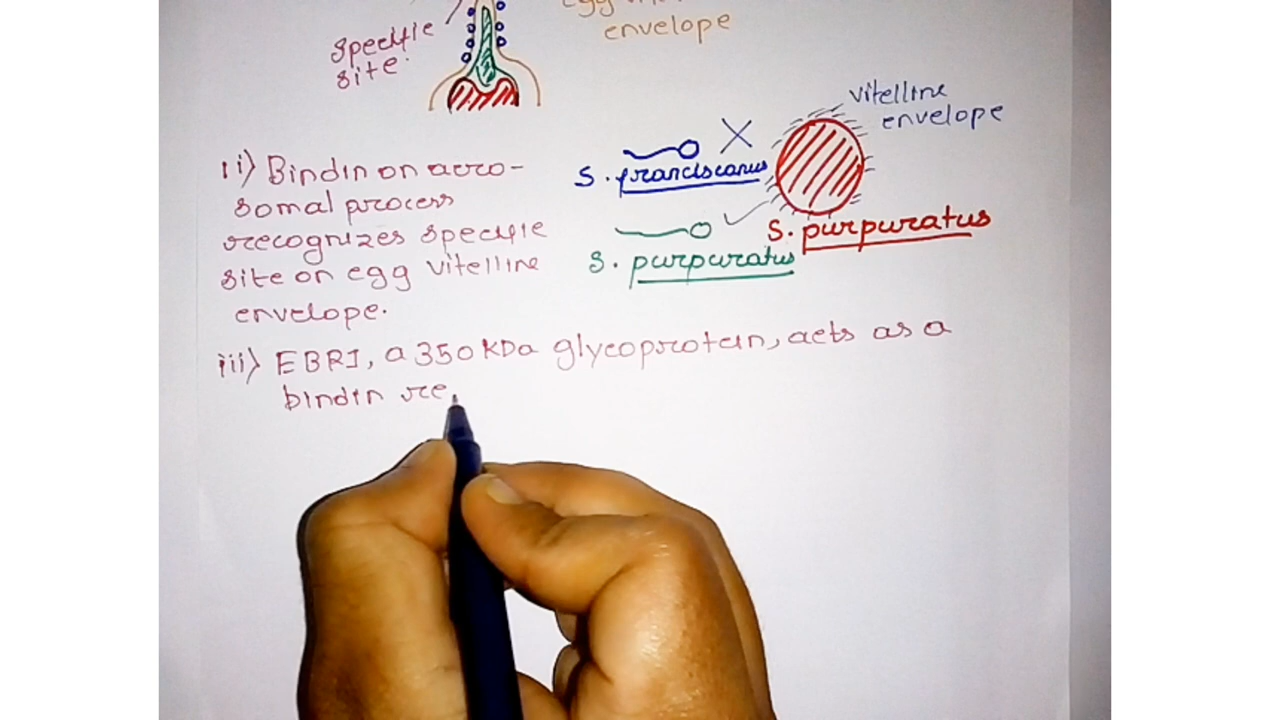 specific
site.
envelope
vitelline
envelope
S. franciscanus
S. purpuratus
S. purpuratus
ii) Bindin on acro-
somal process
recognizes specific
site on egg vitelline
envelope.
iii) EBR1, a 350 kDa glycoprotein, acts as a
bindin re